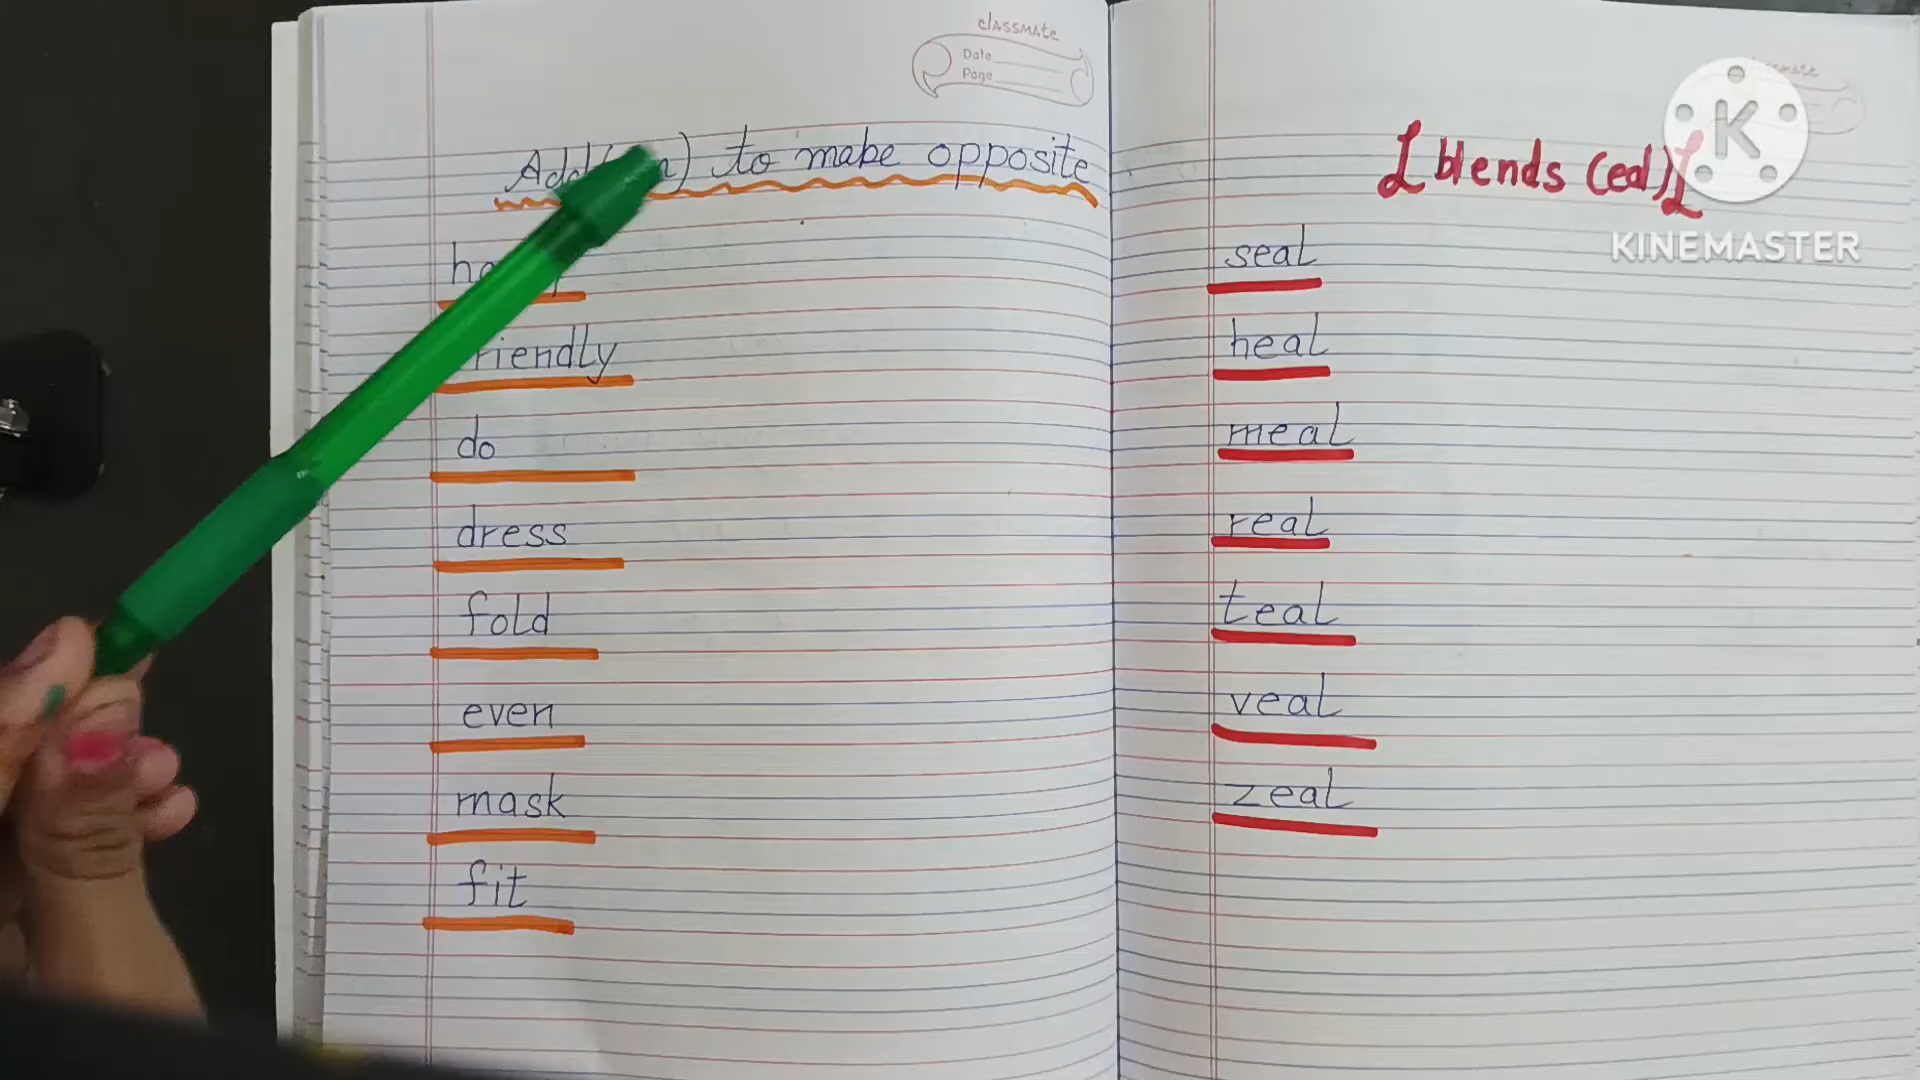 classmate
Date
Page
to make opposite
friendly
do
dress
fold
even
mask
fit
L blends (eal) L
seal
heal
meal
real
teal
veal
zeal
K
KINEMASTER